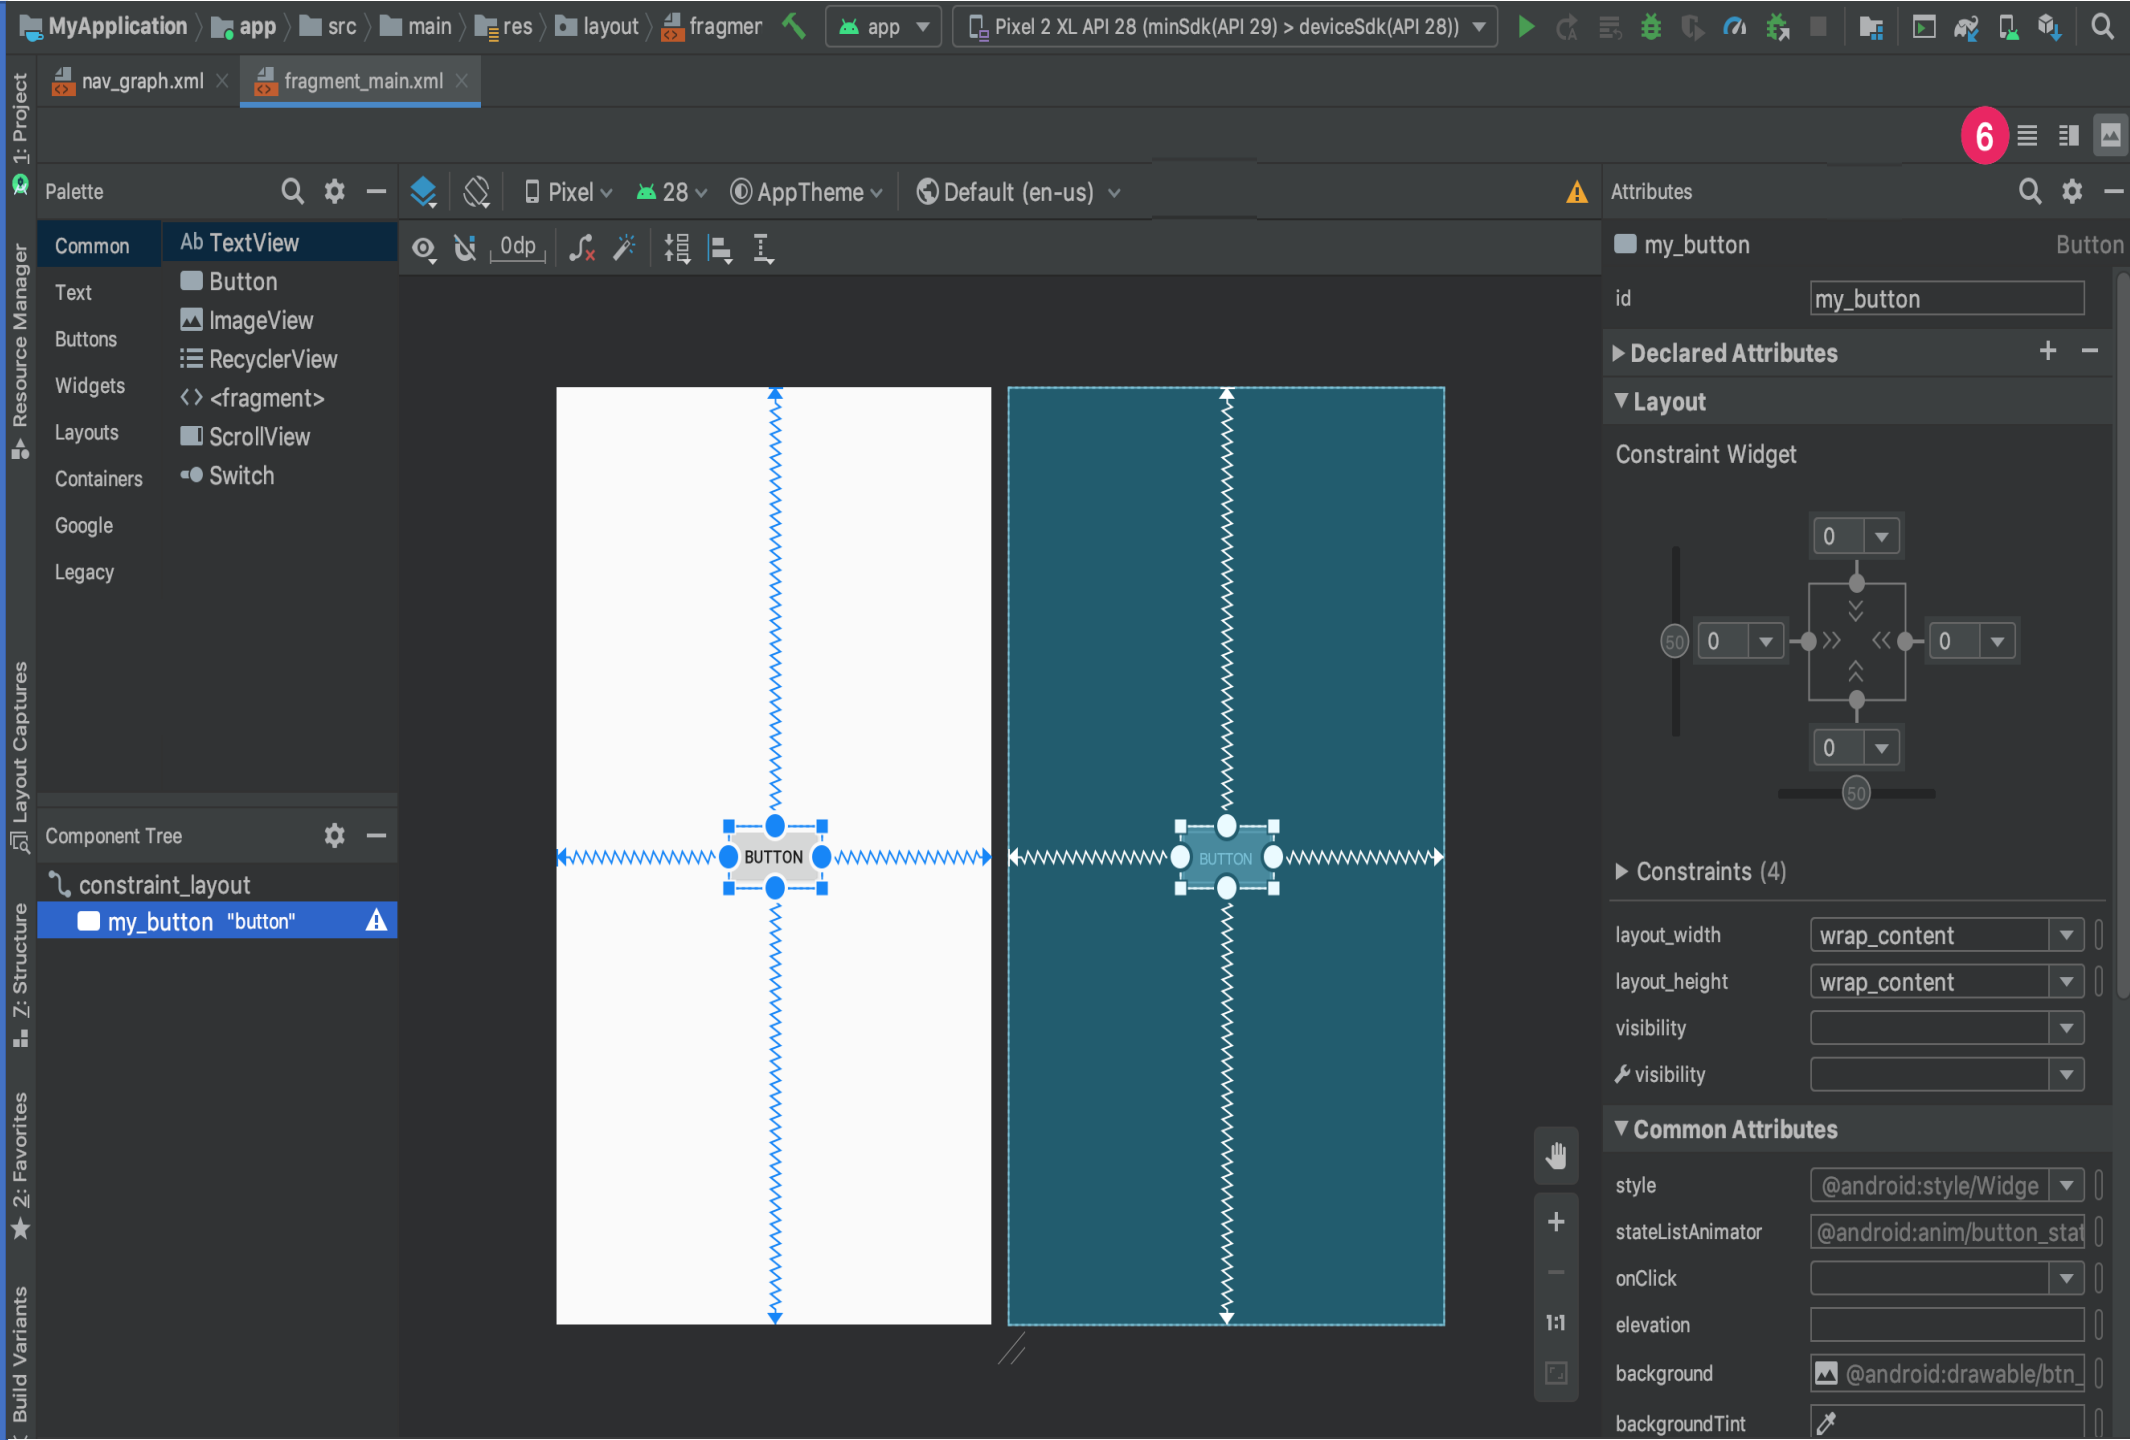 MyApplication app src main res layout fragmen app Pixel 2 XL API 28 (minSdk(API 29) > deviceSdk(API 28))
nav_graph.xml fragment_main.xml
6
1: Project
Resource Manager
Layout Captures
Z: Structure
2: Favorites
Build Variants
Palette
Common
Text
Buttons
Widgets
Layouts
Containers
Google
Legacy
Ab TextView
Button
ImageView
RecyclerView
<fragment>
ScrollView
Switch
Component Tree
constraint_layout
my_button "button"
Pixel 28 AppTheme Default (en-us)
0dp
BUTTON
BUTTON
1:1
Attributes
my_button Button
id my_button
Declared Attributes
Layout
Constraint Widget
0
50 0 0
0
50
Constraints (4)
layout_width wrap_content
layout_height wrap_content
visibility
visibility
Common Attributes
style @android:style/Widge
stateListAnimator @android:anim/button_stat
onClick
elevation
background @android:drawable/btn_
backgroundTint